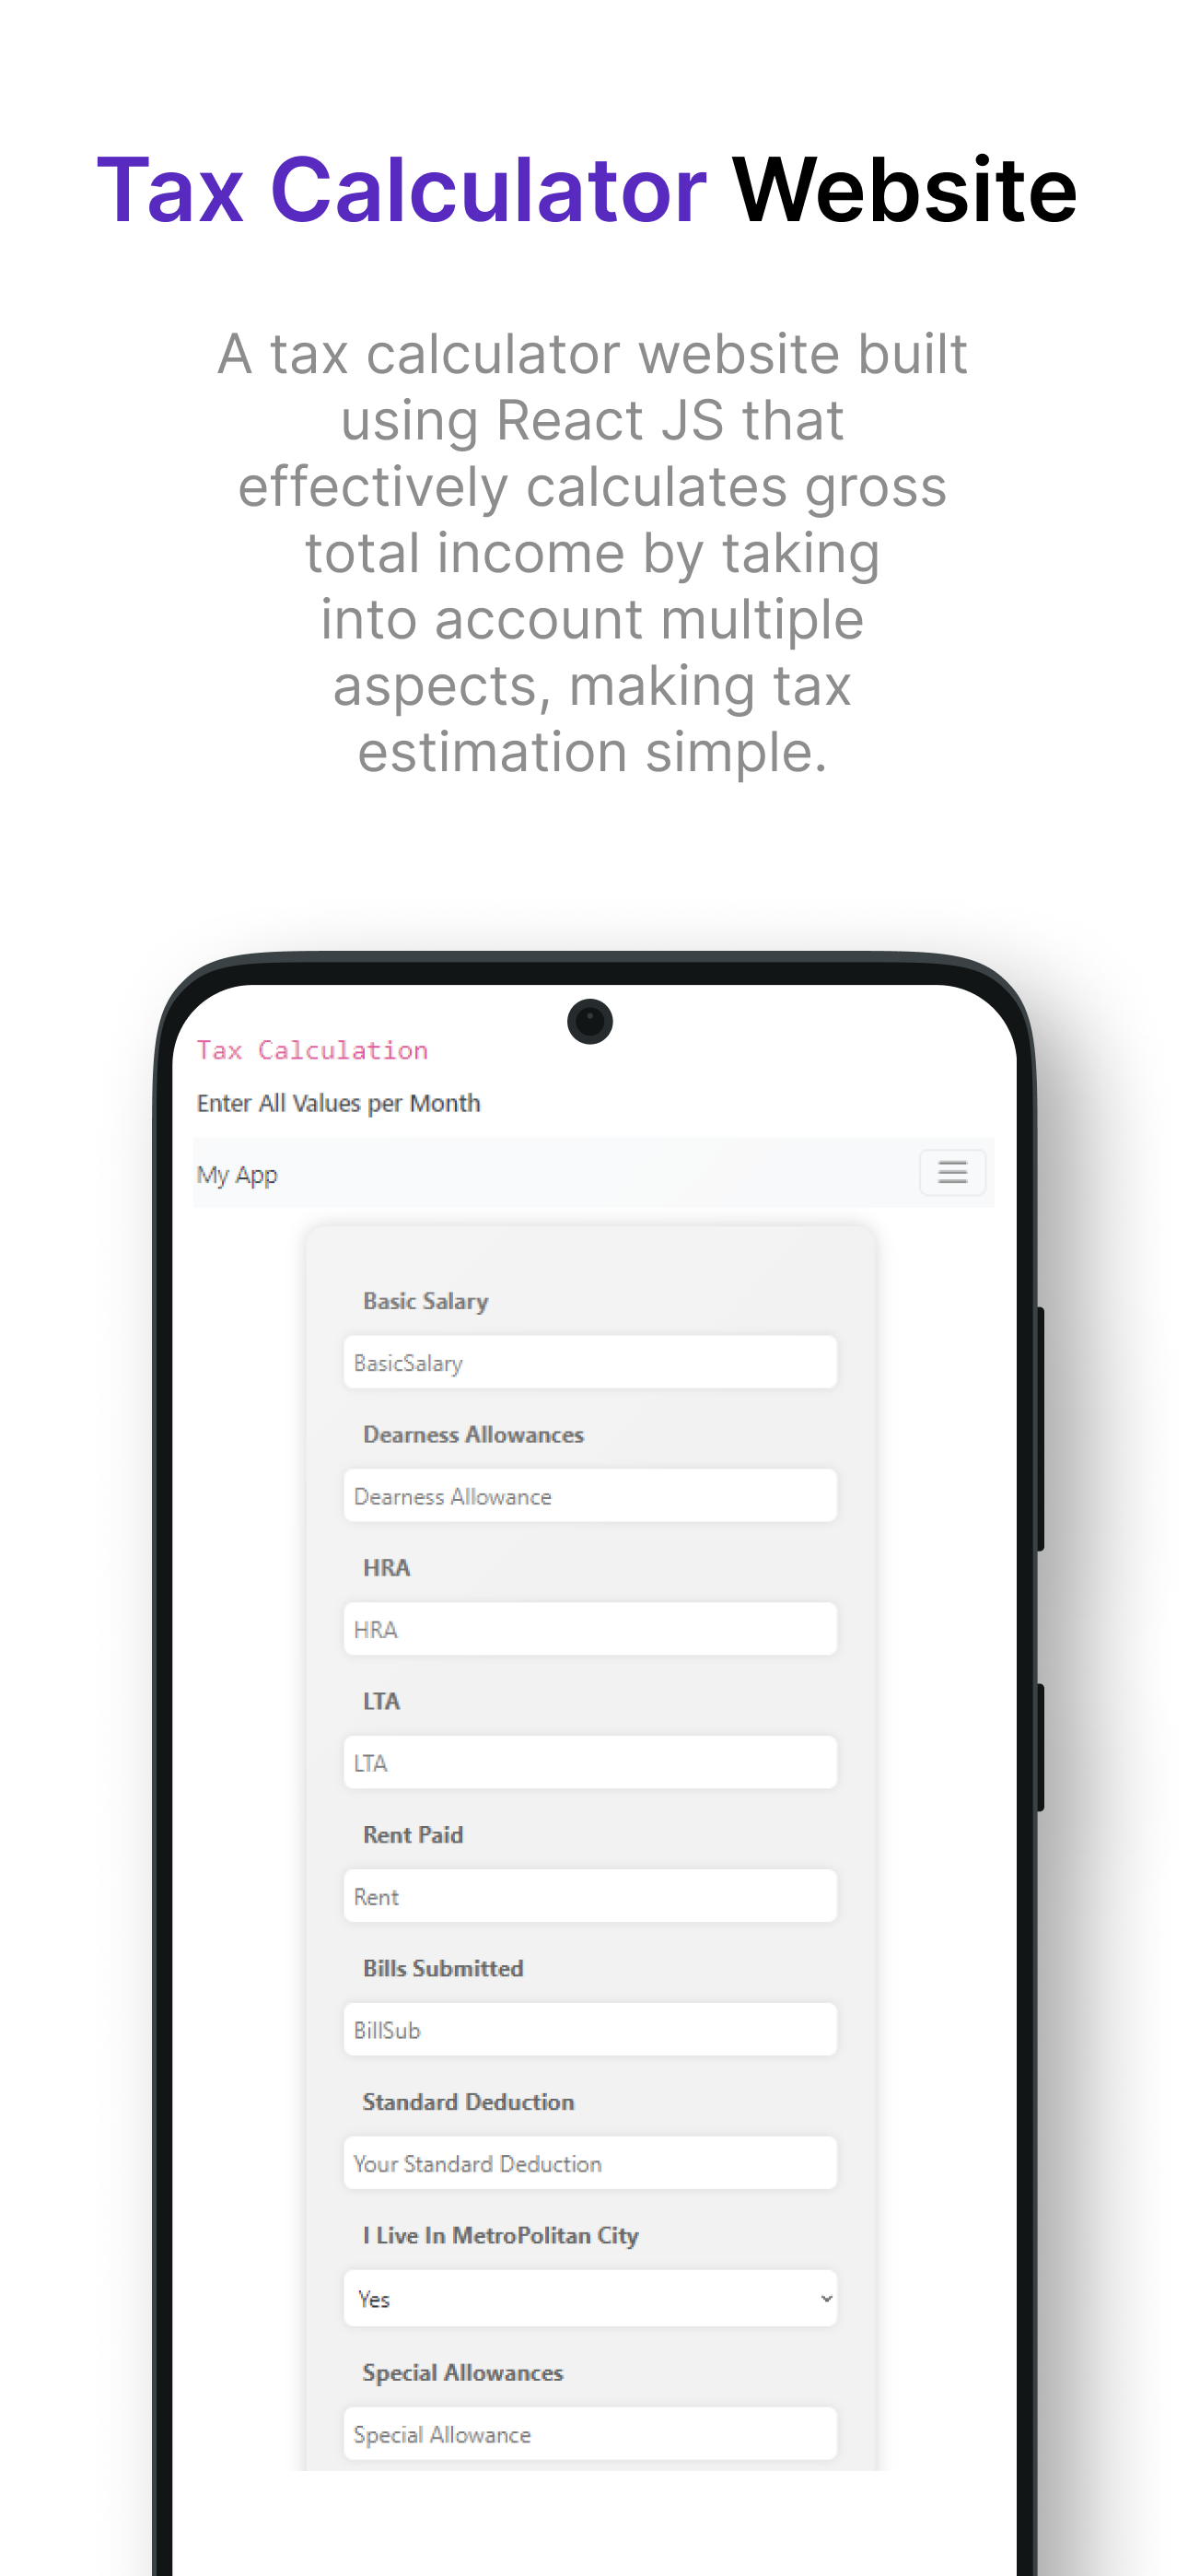 Tax Calculator Website
A tax calculator website built
using React JS that
effectively calculates gross
total income by taking
into account multiple
aspects, making tax
estimation simple.
Tax Calculation
Enter All Values per Month
My App
Basic Salary
BasicSalary
Dearness Allowances
Dearness Allowance
HRA
HRA
LTA
LTA
Rent Paid
Rent
Bills Submitted
BillSub
Standard Deduction
Your Standard Deduction
I Live In MetroPolitan City
Yes
Special Allowances
Special Allowance